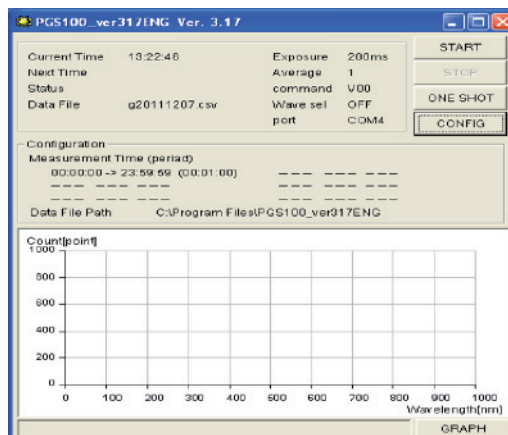 PGS100_ver317ENG Ver. 3.17
Current Time 13:22:46 Exposure 200ms
Next Time Average 1
Status command V00
Data File g20111207.csv Wave sel OFF
port COM4
START
STOP
ONE SHOT
CONFIG
Configuration
Measurement Time (period)
00:00:00 -> 23:59:59 (00:01:00) --- --- ---
--- --- --- --- --- ---
--- --- --- --- --- ---
Data File Path C:\Program Files\PGS100_ver317ENG
Count[point]
1000
800
600
400
200
0
0 100 200 300 400 500 600 700 800 900 1000
Wavelength[nm]
GRAPH